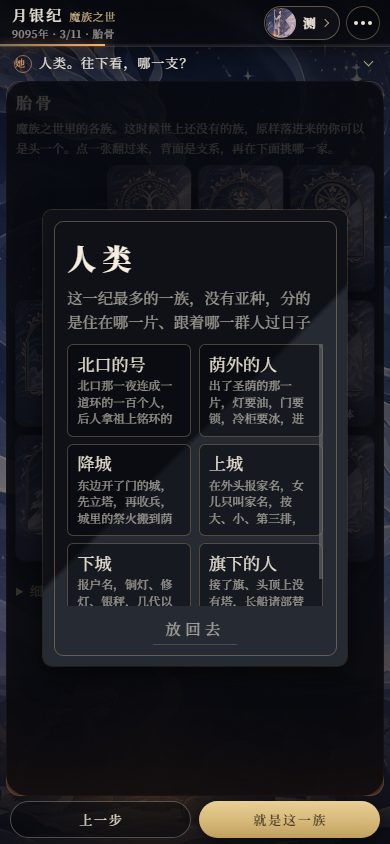 月银纪 魔族之世
9095年 · 3/11 · 胎骨
测
她 人类。往下看，哪一支？
胎骨
魔族之世里的各族。这时候世上还没有的族，原样落进来的你可以
是头一个。点一张翻过来，背面是支系，再在下面挑哪一家。
人类
这一纪最多的一族，没有亚种，分的
是住在哪一片、跟着哪一群人过日子
北口的号
北口那一夜连成一
道环的一百个人，
后人拿祖上铭环的
荫外的人
出了圣荫的那一
片，灯要油，门要
锁，冷柜要冰，进
降城
东边开了门的城，
先立塔，再收兵，
城里的祭火搬到荫
上城
在外头报家名，女
儿只叫家名，按
大、小、第三排，
下城
报户名，铜灯、修
灯、银秤，几代以
旗下的人
接了旗、头顶上没
有塔，长船诸部替
细
放回去
上一步
就是这一族